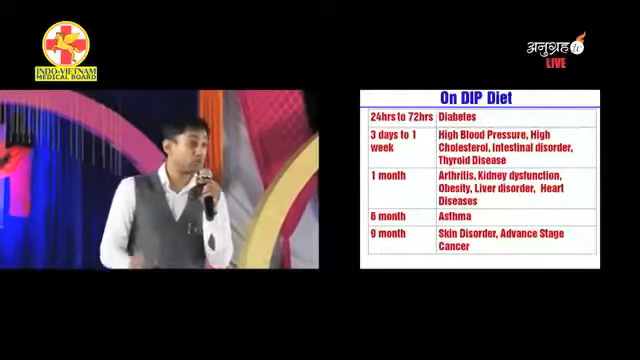 INDO-VIETNAM
MEDICAL BOARD
अनुग्रह tv
LIVE
On DIP Diet
24hrs to 72hrs Diabetes
3 days to 1 week High Blood Pressure, High
Cholesterol, Intestinal disorder,
Thyroid Disease
1 month Arthritis, Kidney dysfunction,
Obesity, Liver disorder, Heart
Diseases
6 month Asthma
9 month Skin Disorder, Advance Stage
Cancer